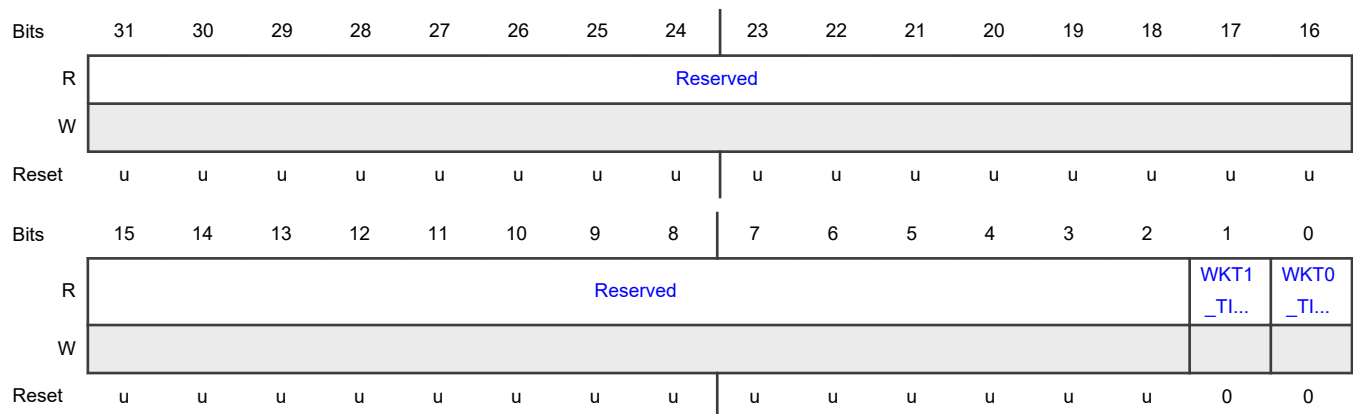 Bits 31 30 29 28 27 26 25 24 23 22 21 20 19 18 17 16
R Reserved
W
Reset u u u u u u u u u u u u u u u u
Bits 15 14 13 12 11 10 9 8 7 6 5 4 3 2 1 0
R Reserved WKT1 _TI... WKT0 _TI...
W
Reset u u u u u u u u u u u u u u 0 0